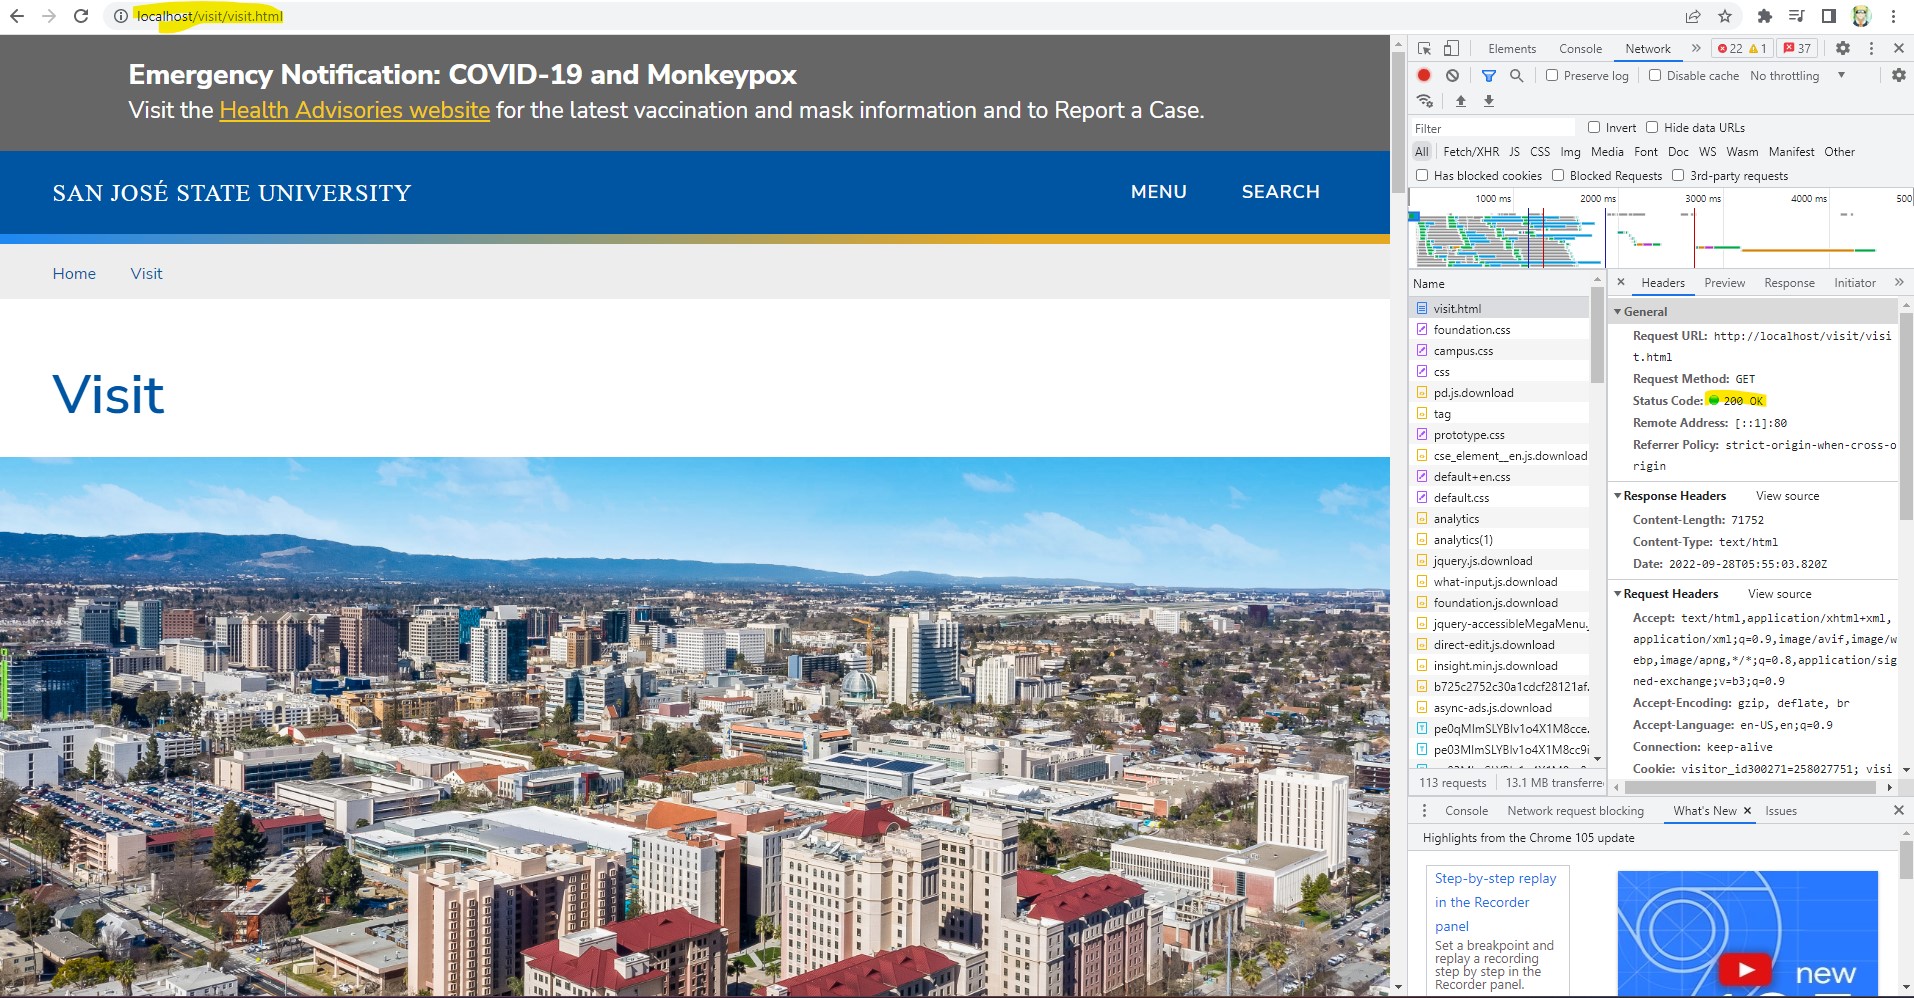 localhost/visit/visit.html
Emergency Notification: COVID-19 and Monkeypox
Visit the Health Advisories website for the latest vaccination and mask information and to Report a Case.
SAN JOSÉ STATE UNIVERSITY
MENU
SEARCH
Home
Visit
Visit
Elements
Console
Network
22
1
37
Preserve log
Disable cache
No throttling
Filter
Invert
Hide data URLs
All
Fetch/XHR
JS
CSS
Img
Media
Font
Doc
WS
Wasm
Manifest
Other
Has blocked cookies
Blocked Requests
3rd-party requests
1000 ms
2000 ms
3000 ms
4000 ms
500
Name
visit.html
foundation.css
campus.css
css
pd.js.download
tag
prototype.css
cse_element__en.js.download
default+en.css
default.css
analytics
analytics(1)
jquery.js.download
what-input.js.download
foundation.js.download
jquery-accessibleMegaMenu.
direct-edit.js.download
insight.min.js.download
b725c2752c30a1cdcf28121af.
async-ads.js.download
113 requests
13.1 MB transferre
Headers
Preview
Response
Initiator
General
Request URL: http://localhost/visit/visi
t.html
Request Method: GET
Status Code: 200 OK
Remote Address: [::1]:80
Referrer Policy: strict-origin-when-cross-o
rigin
Response Headers
View source
Content-Length: 71752
Content-Type: text/html
Date: 2022-09-28T05:55:03.820Z
Request Headers
View source
Accept: text/html,application/xhtml+xml,
application/xml;q=0.9,image/avif,image/w
ebp,image/apng,*/*;q=0.8,application/sig
ned-exchange;v=b3;q=0.9
Accept-Encoding: gzip, deflate, br
Accept-Language: en-US,en;q=0.9
Connection: keep-alive
Cookie: visitor_id300271=258027751; visi
Console
Network request blocking
What's New
Issues
Highlights from the Chrome 105 update
Step-by-step replay
in the Recorder
panel
Set a breakpoint and
replay a recording
step by step in the
Recorder panel.
new